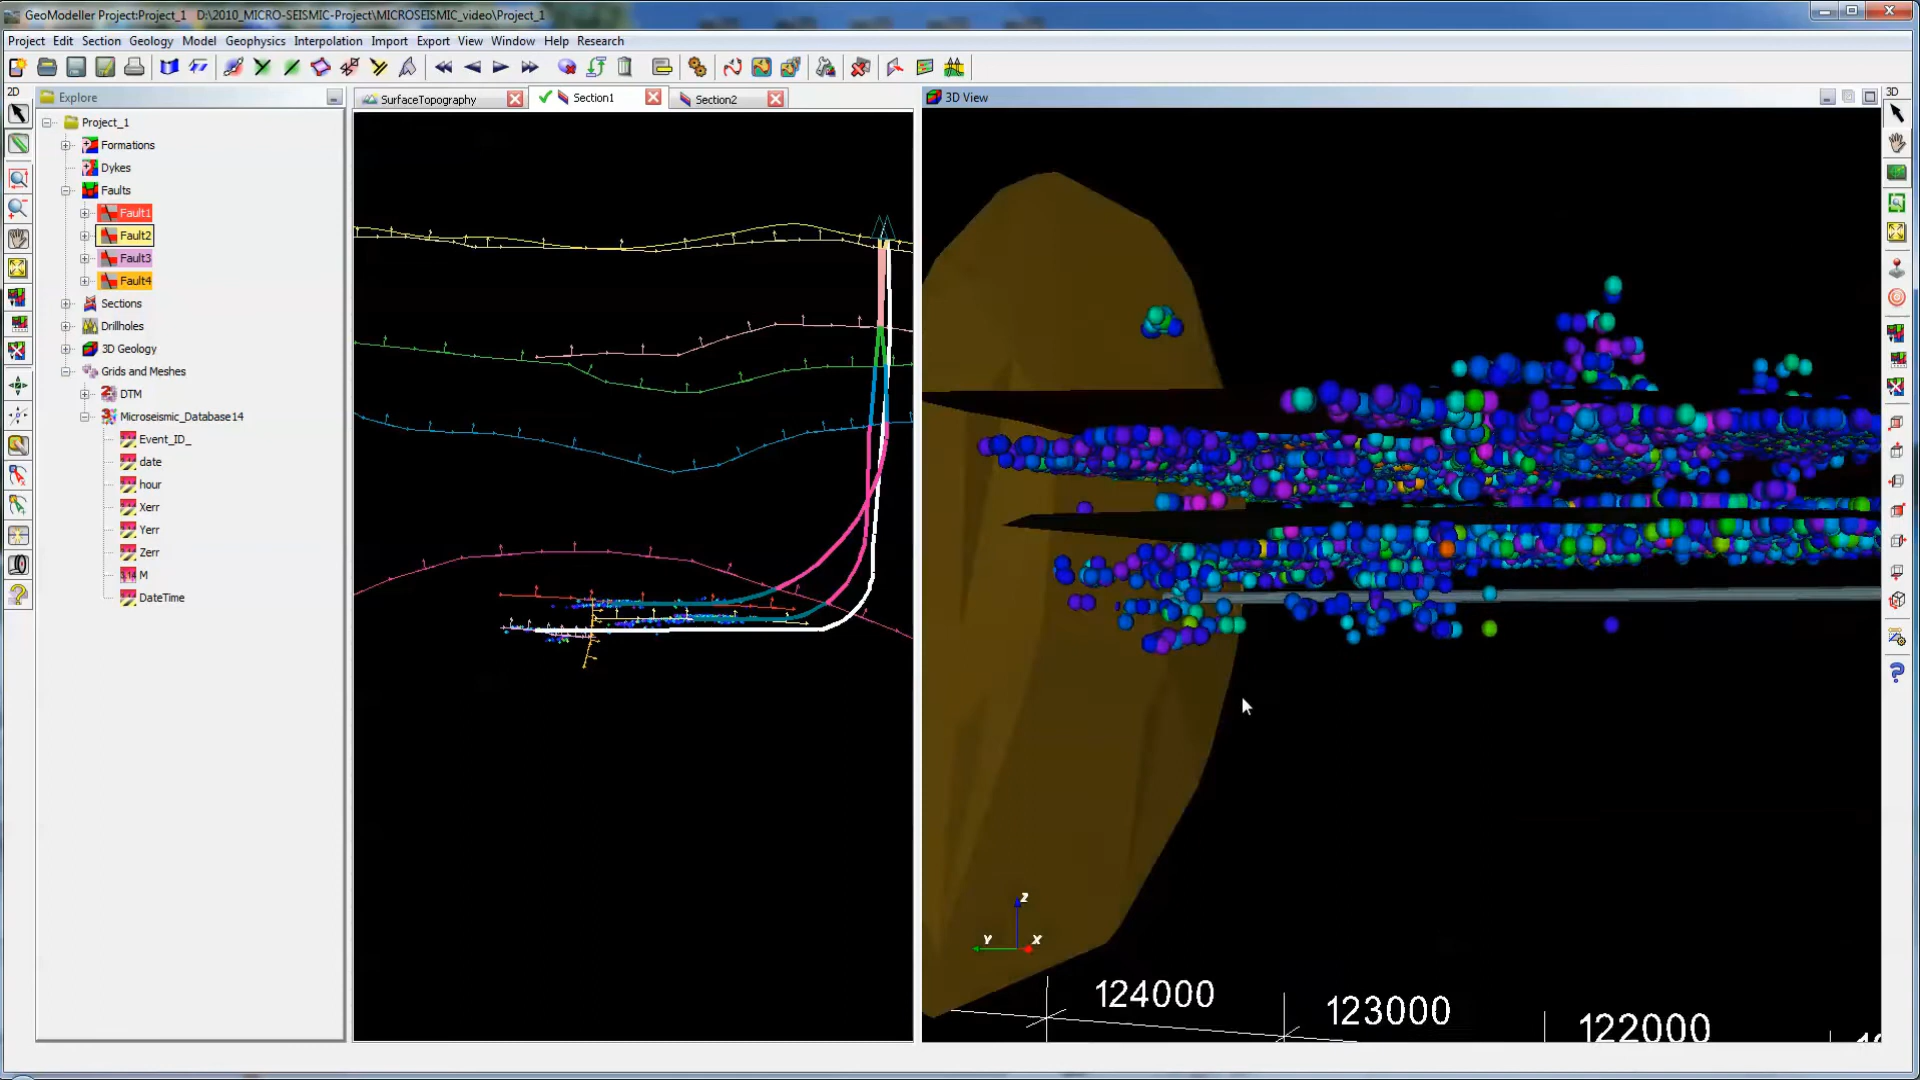 GeoModeller Project:Project_1 D:\2010_MICRO-SEISMIC-Project\MICROSEISMIC_video\Project_1
Project Edit Section Geology Model Geophysics Interpolation Import Export View Window Help Research
2D
Explore
SurfaceTopography
Section1
Section2
3D View
3D
Project_1
Formations
Dykes
Faults
Fault1
Fault2
Fault3
Fault4
Sections
Drillholes
3D Geology
Grids and Meshes
DTM
Microseismic_Database14
Event_ID_
date
hour
Xerr
Yerr
Zerr
M
DateTime
Z
Y
X
124000
123000
122000